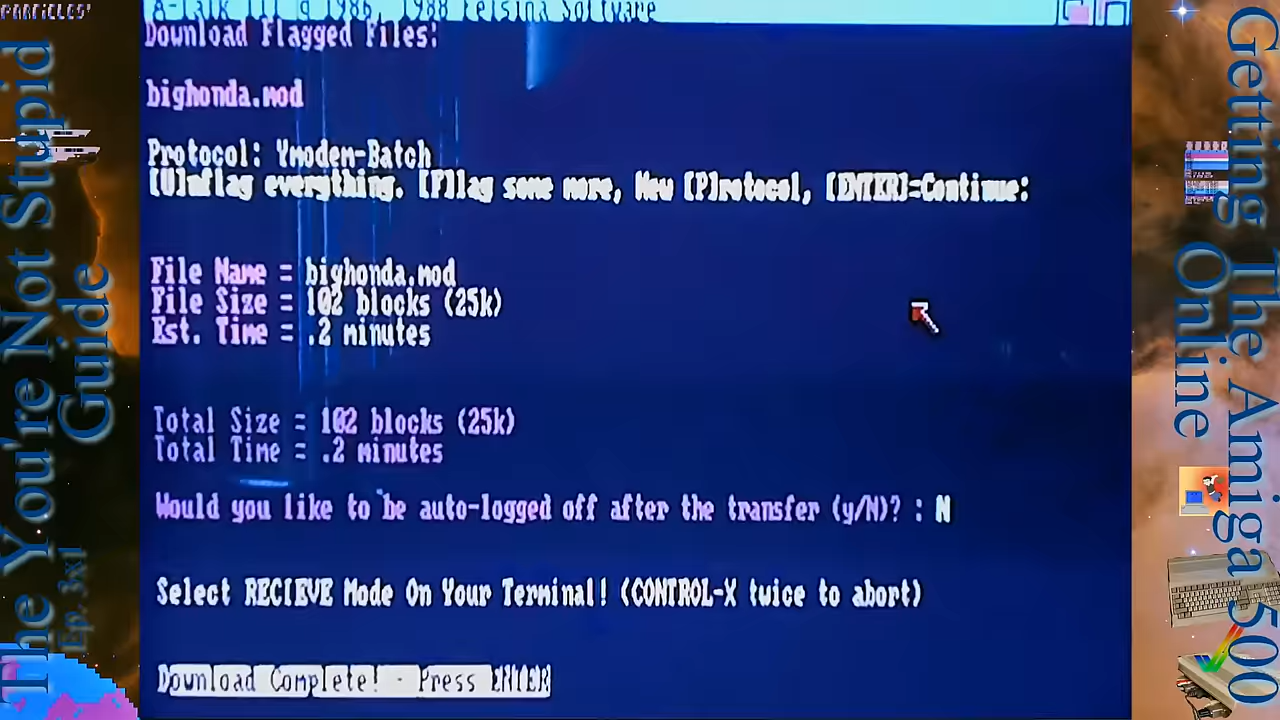 A-Talk III © 1986, 1988 Felsina Software
Download Flagged Files:
bighonda.mod
Protocol: Ymodem-Batch
[U]nflag everything. [F]lag some more, New [P]rotocol, [ENTER]=Continue:
File Name = bighonda.mod
File Size = 102 blocks (25k)
Est. Time = .2 minutes
Total Size = 102 blocks (25k)
Total Time = .2 minutes
Would you like to be auto-logged off after the transfer (y/N)? : N
Select RECIEVE Mode On Your Terminal! (CONTROL-X twice to abort)
Download Complete! - Press ENTER
The You're Not Stupid
Guide
Ep. 3x1
Getting The Amiga 500
Online